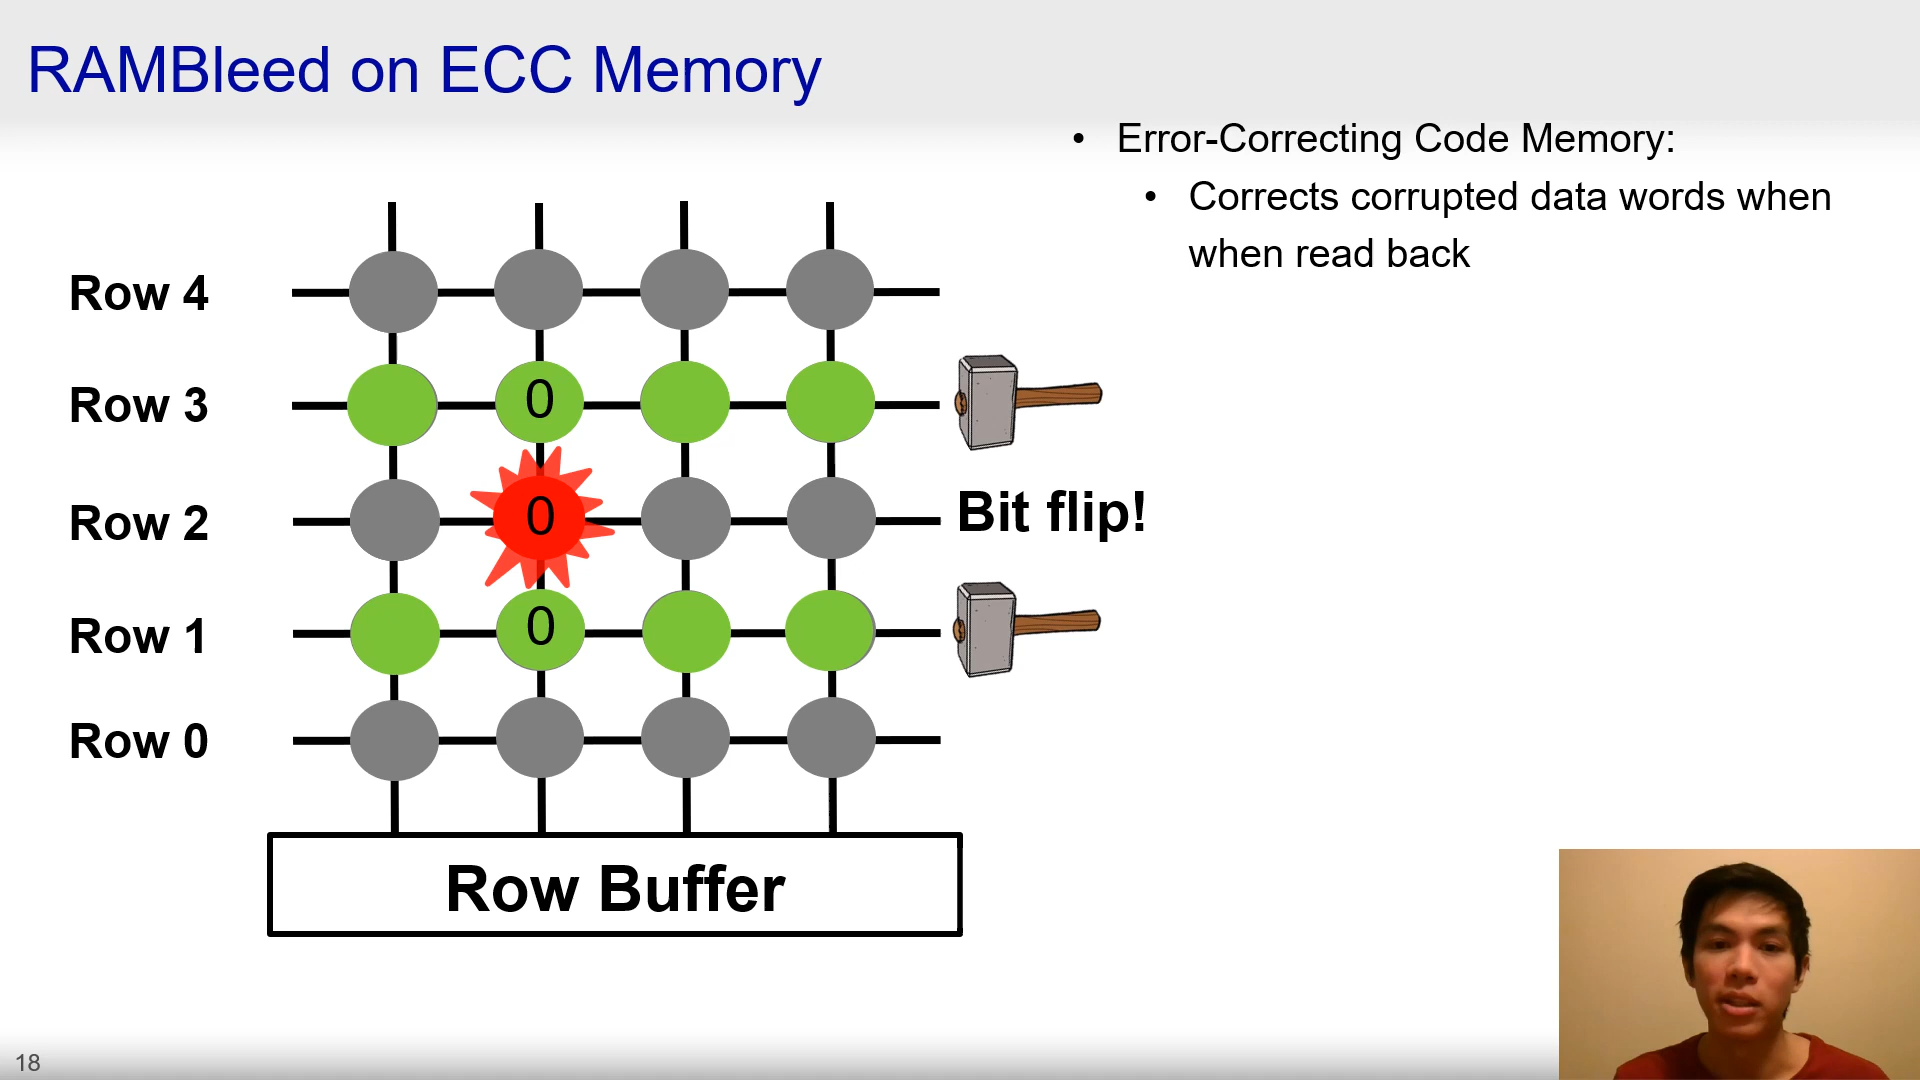 RAMBleed on ECC Memory
• Error-Correcting Code Memory:
• Corrects corrupted data words when
when read back
Row 4
Row 3
0
Row 2
0
Bit flip!
Row 1
0
Row 0
Row Buffer
18